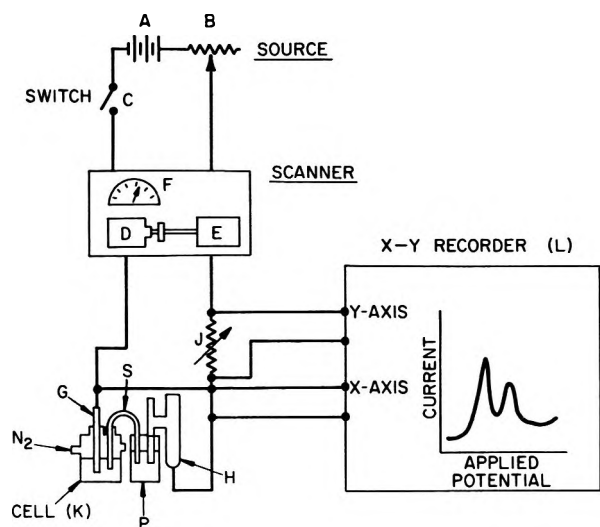 A
B
SOURCE
SWITCH
C
SCANNER
F
D
E
X-Y RECORDER (L)
Y-AXIS
J
X-AXIS
CURRENT
APPLIED
POTENTIAL
G
S
N2
H
CELL (K)
P